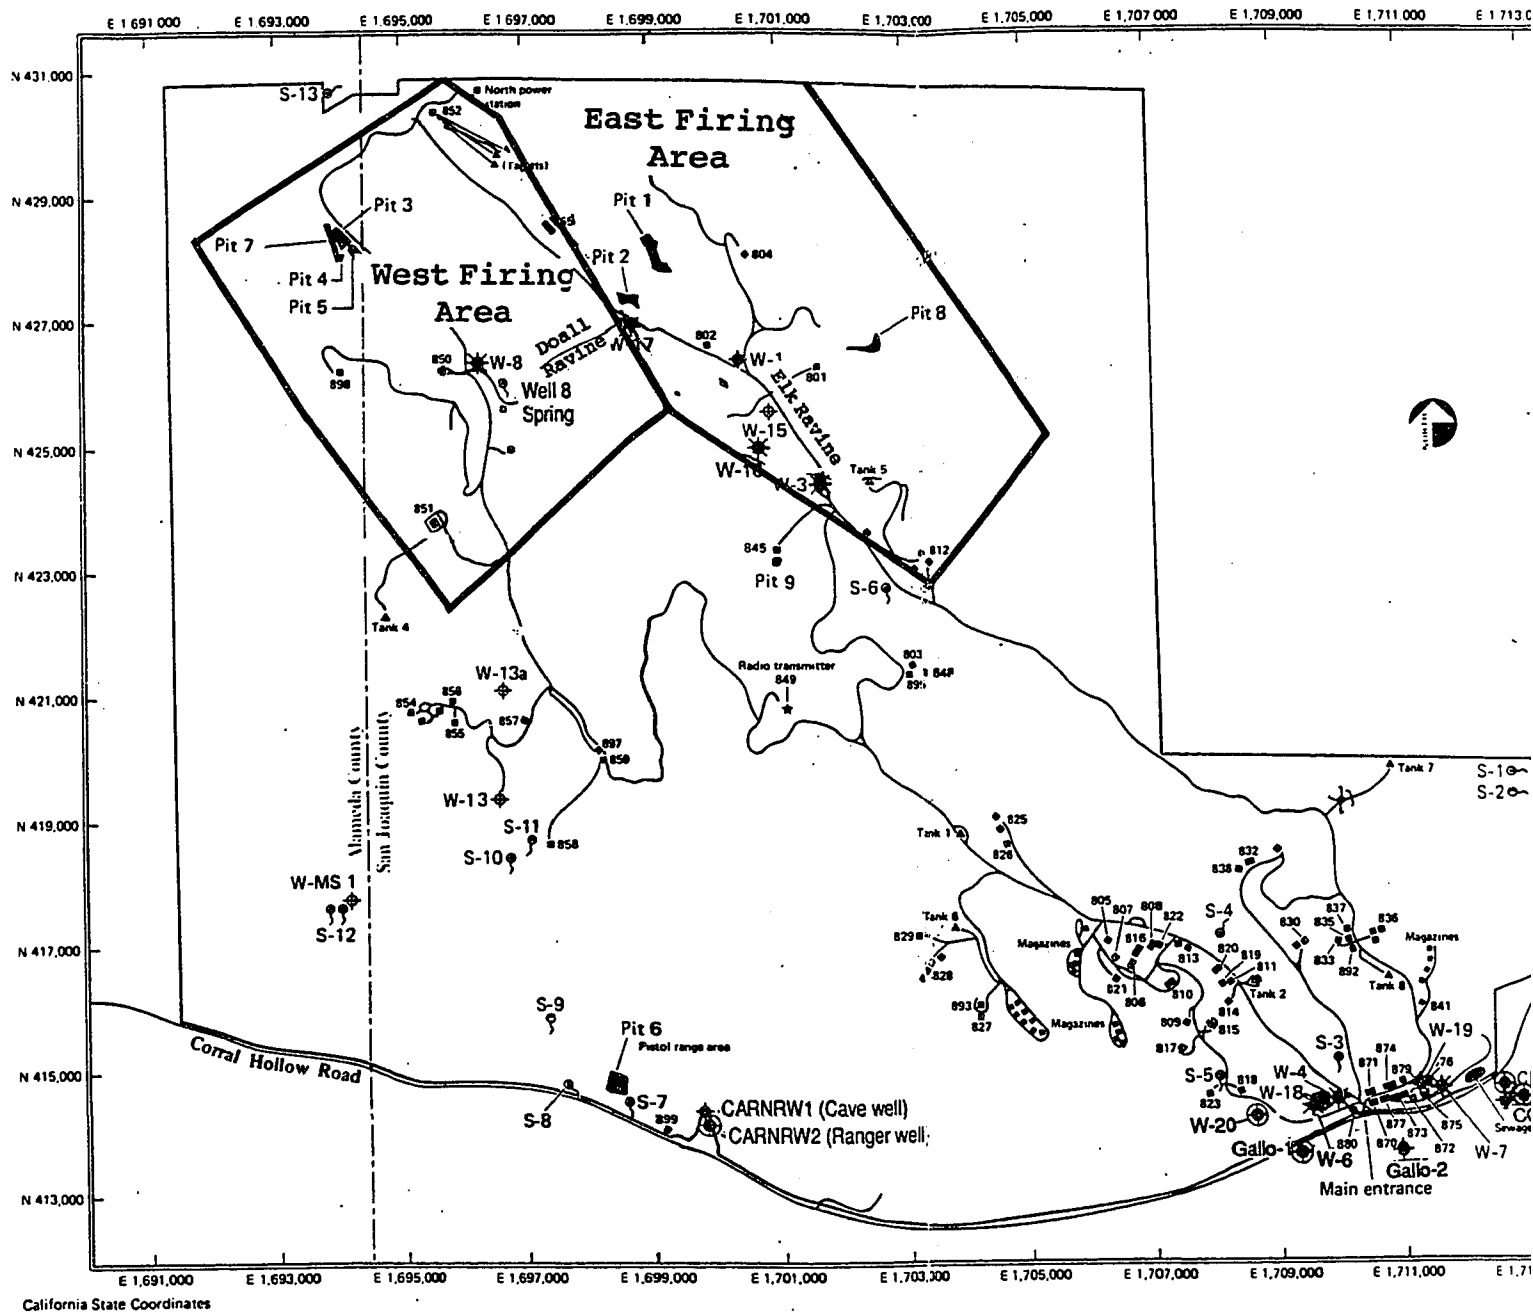 E 1 691 000
E 1,693,000
E 1,695,000
E 1,697,000
E 1,699,000
E 1,701,000
E 1,703,000
E 1,705,000
E 1,707 000
E 1,709,000
E 1,711,000
E 1,713,0
N 431,000
N 429,000
N 427,000
N 425,000
N 423,000
N 421,000
N 419,000
N 417,000
N 415,000
N 413,000
S-13
North power
station
852
East Firing
Area
Pit 3
Pit 7
Pit 4
Pit 5
Pit 1
Pit 2
804
West Firing
Area
Pit 8
Doall
Ravine
802
W-1
801
850
W-8
Well 8
Spring
898
Elk Ravine
W-15
W-3
Tank 5
851
845
Pit 9
812
S-6
Tank 4
803
Radio transmitter
849
W-13a
854
856
855
857
897
859
Alameda County
San Joaquin County
W-13
S-11
S-10
858
Tank 7
S-1
S-2
Tank 1
825
826
W-MS 1
S-12
832
838
805
807
808
822
S-4
830
837
835
836
833
892
Magazines
829
828
Magazines
816
813
820
819
811
821
806
810
Tank 2
Tank 8
841
893
827
Magazines
809
814
815
817
S-9
Pit 6
Pistol range area
Corral Hollow Road
S-8
S-7
899
CARNRW1 (Cave well)
CARNRW2 (Ranger well)
S-3
W-19
S-5
818
823
W-4
W-18
871
874
879
W-20
Gallo-1
W-6
880
877
870
873
872
875
W-7
Gallo-2
Main entrance
E 1,691,000
E 1,693,000
E 1,695,000
E 1,697,000
E 1,699,000
E 1,701,000
E 1,705,000
E 1,707,000
E 1,709,000
E 1,711,000
California State Coordinates